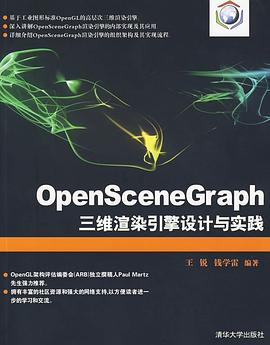 基于工业图形标准OpenGL的高层次三维渲染引擎.
深入讲解OpenSceneGraph渲染引擎的内部实现及其应用.
详细介绍OpenSceneGraph渲染引擎的组织架构及其实现流程.
OpenSceneGraph
三维渲染引擎设计与实践
王 锐 钱学雷 编著
OpenGL架构评估编委会(ARB)独立撰稿人Paul Martz
先生强力推荐.
拥有丰富的社区资源和强大的网络支持,以方便读者进一
步的学习和交流.
清华大学出版社